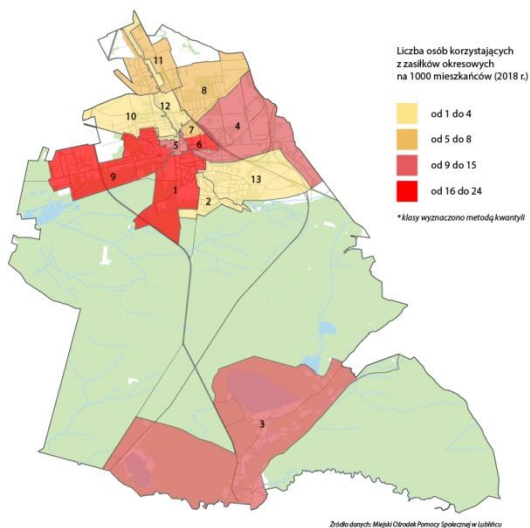 Liczba osób korzystających
z zasiłków okresowych
na 1000 mieszkańców (2018 r.)
od 1 do 4
od 5 do 8
od 9 do 15
od 16 do 24
* klasy wyznaczono metodą kwantyli
11
8
10
12
7
4
5
6
9
1
13
2
3
Źródło danych: Miejski Ośrodek Pomocy Społecznej w Lublińcu